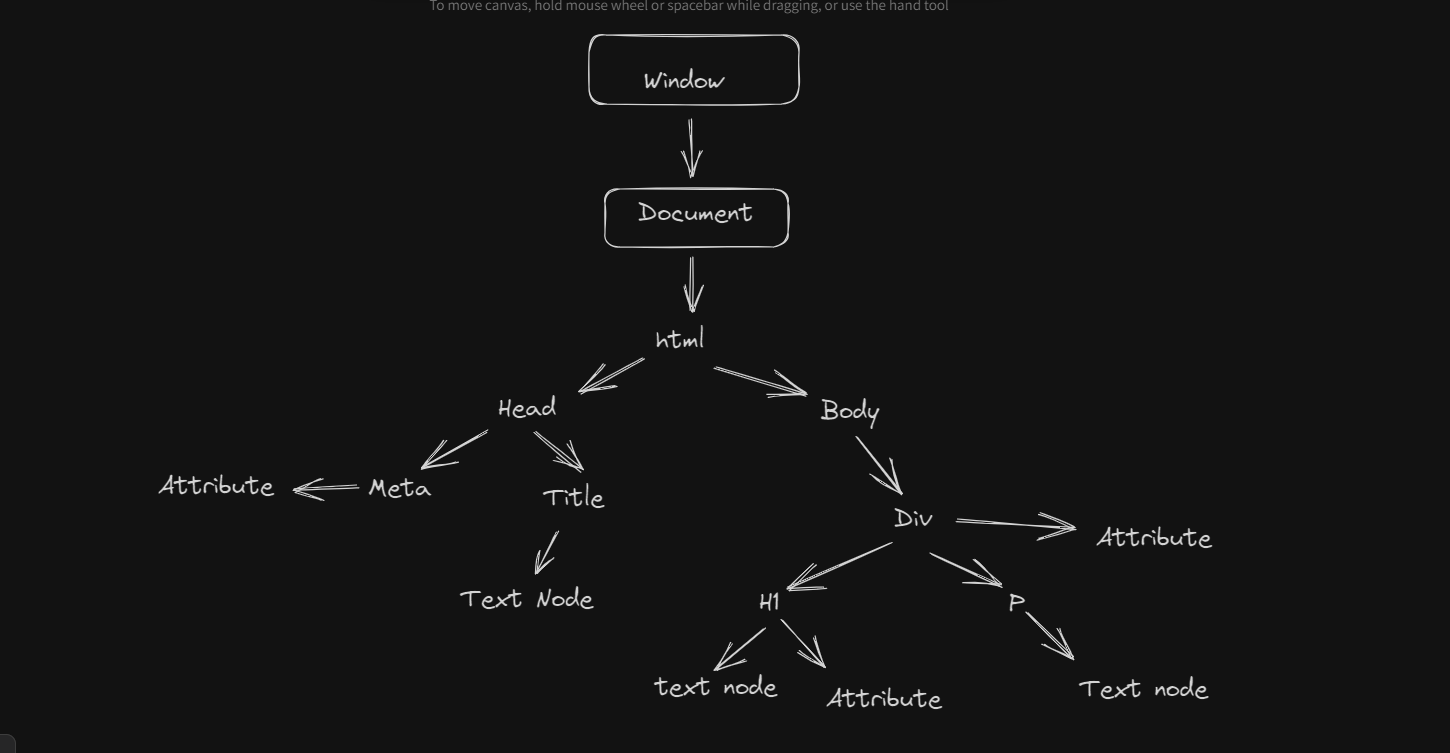 To move canvas, hold mouse wheel or spacebar while dragging, or use the hand tool
Window
Document
html
Head
Body
Attribute
Meta
Title
Div
Attribute
Text Node
H1
P
text node
Attribute
Text node